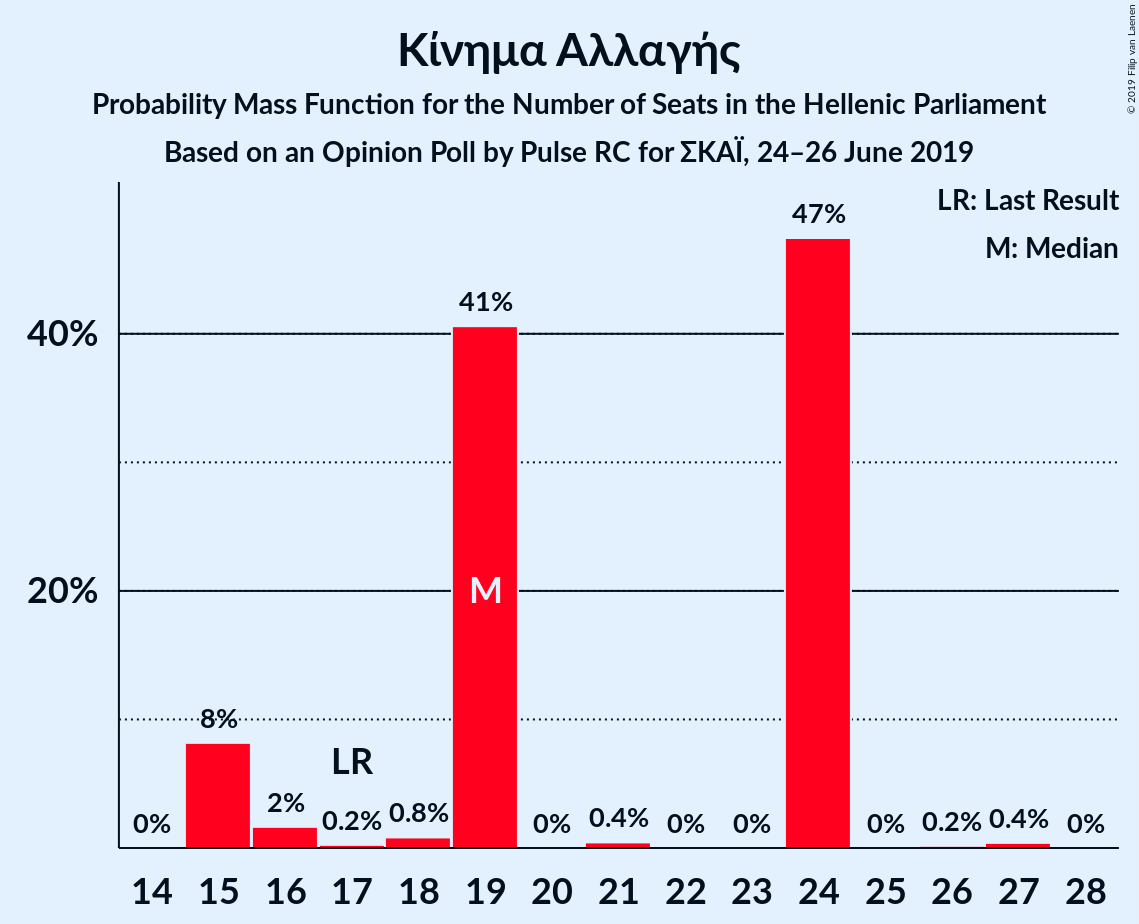 Κίνημα Αλλαγής
Probability Mass Function for the Number of Seats in the Hellenic Parliament
Based on an Opinion Poll by Pulse RC for ΣΚΑΪ, 24–26 June 2019
© 2019 Filip van Laenen
LR: Last Result
M: Median
47%
41%
40%
20%
M
8%
LR
0%
2%
0.2%
0.8%
0%
0.4%
0%
0%
0%
0.2%
0.4%
0%
14 15 16 17 18 19 20 21 22 23 24 25 26 27 28